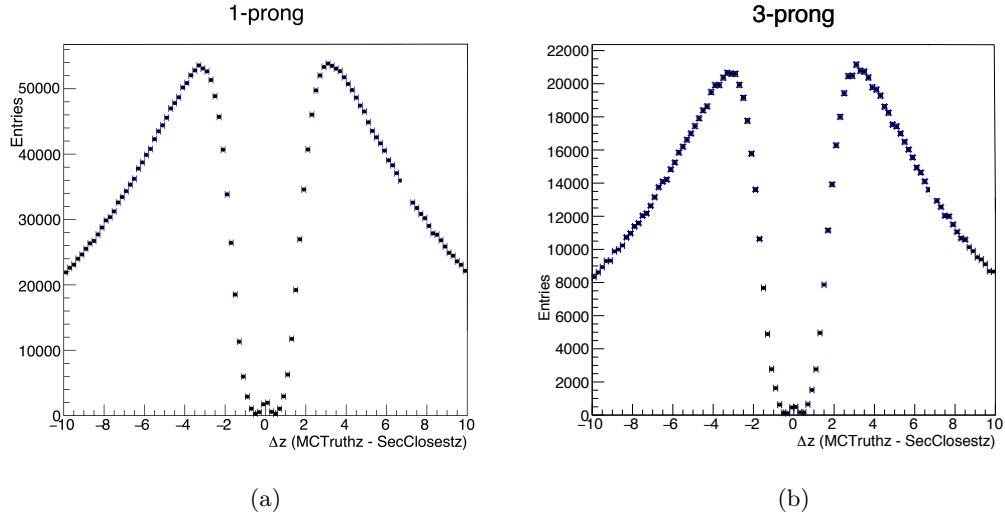 1-prong
Entries
50000
40000
30000
20000
10000
0
−10 −8 −6 −4 −2 0 2 4 6 8 10
Δz (MCTruthz - SecClosestz)
(a)
3-prong
Entries
22000
20000
18000
16000
14000
12000
10000
8000
6000
4000
2000
0
−10 −8 −6 −4 −2 0 2 4 6 8 10
Δz (MCTruthz - SecClosestz)
(b)